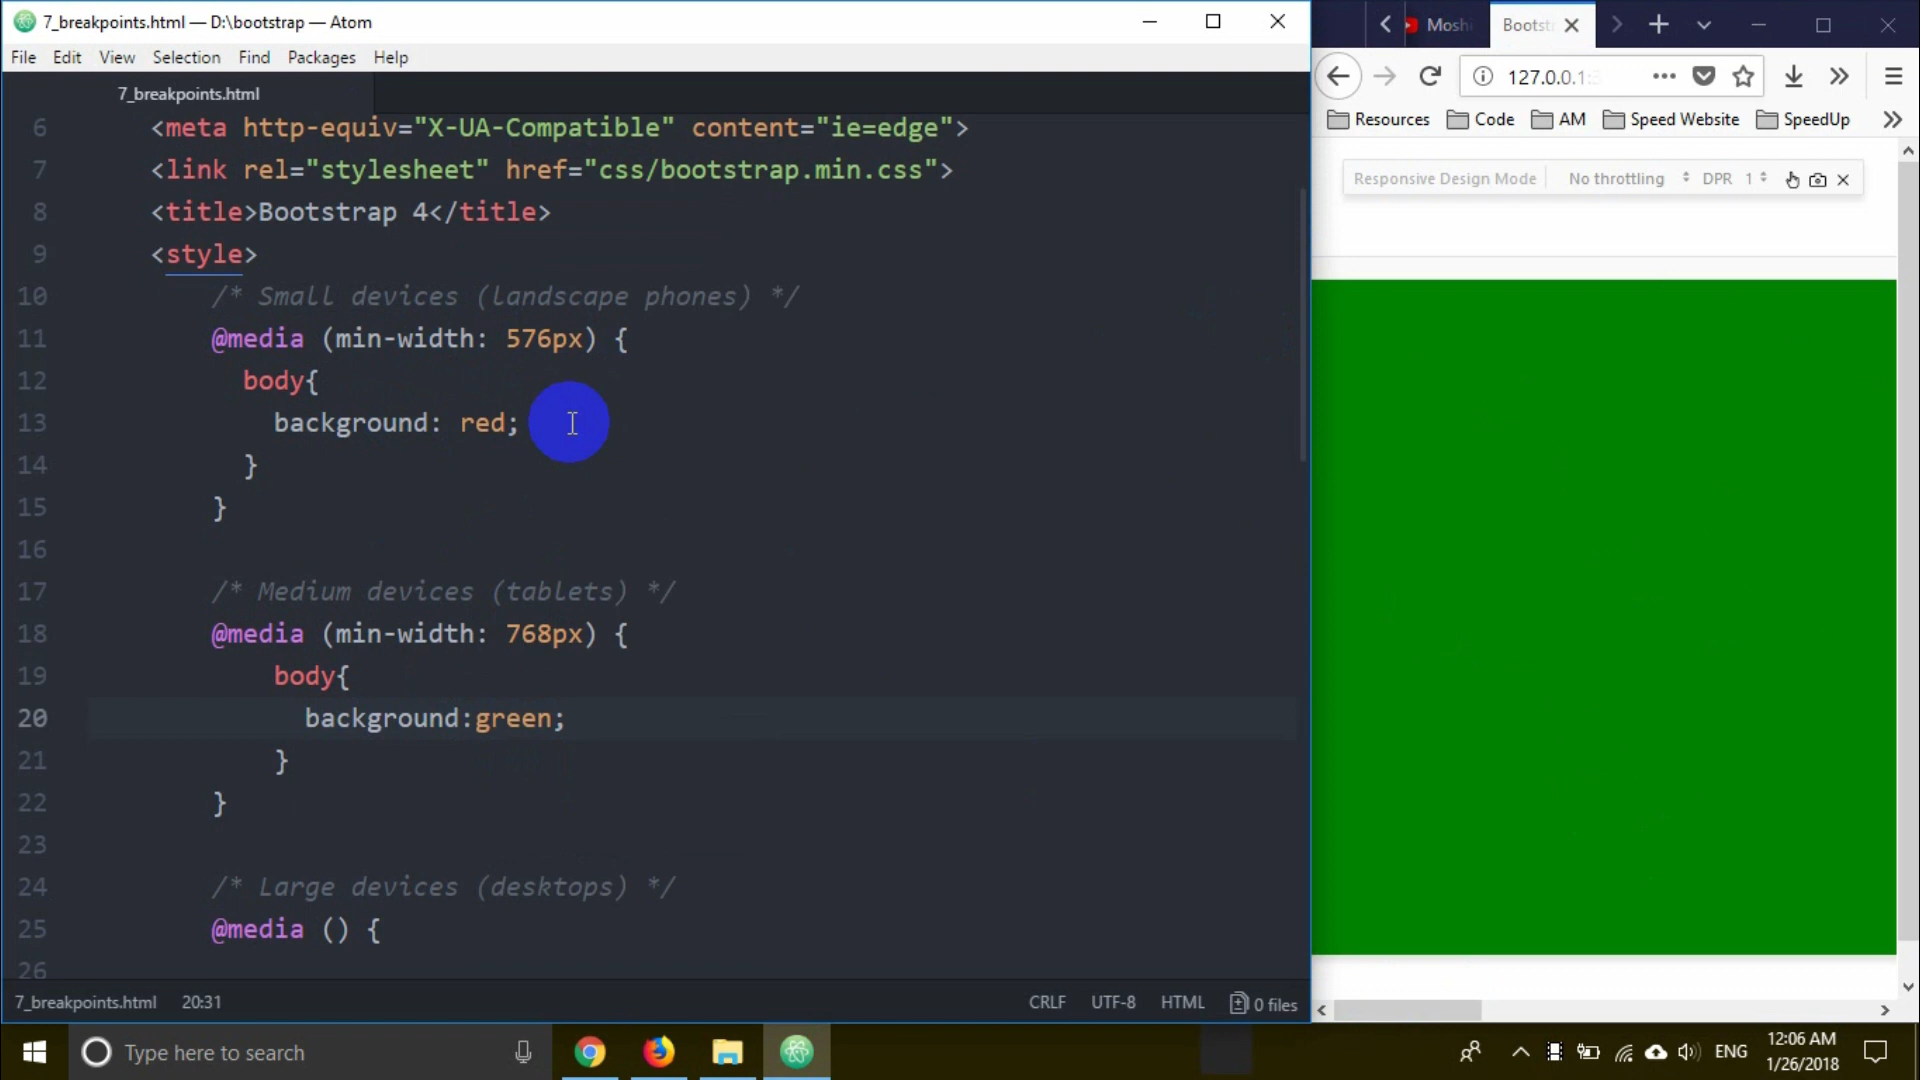 7_breakpoints.html — D:\bootstrap — Atom
File Edit View Selection Find Packages Help
7_breakpoints.html
6 <meta http-equiv="X-UA-Compatible" content="ie=edge">
7 <link rel="stylesheet" href="css/bootstrap.min.css">
8 <title>Bootstrap 4</title>
9 <style>
10 /* Small devices (landscape phones) */
11 @media (min-width: 576px) {
12 body{
13 background: red;
14 }
15 }
16
17 /* Medium devices (tablets) */
18 @media (min-width: 768px) {
19 body{
20 background:green;
21 }
22 }
23
24 /* Large devices (desktops) */
25 @media () {
26
7_breakpoints.html 20:31 CRLF UTF-8 HTML 0 files
Moshi Bootst
127.0.0.1:
Resources Code AM Speed Website SpeedUp
Responsive Design Mode No throttling DPR 1
Type here to search
ENG
12:06 AM
1/26/2018